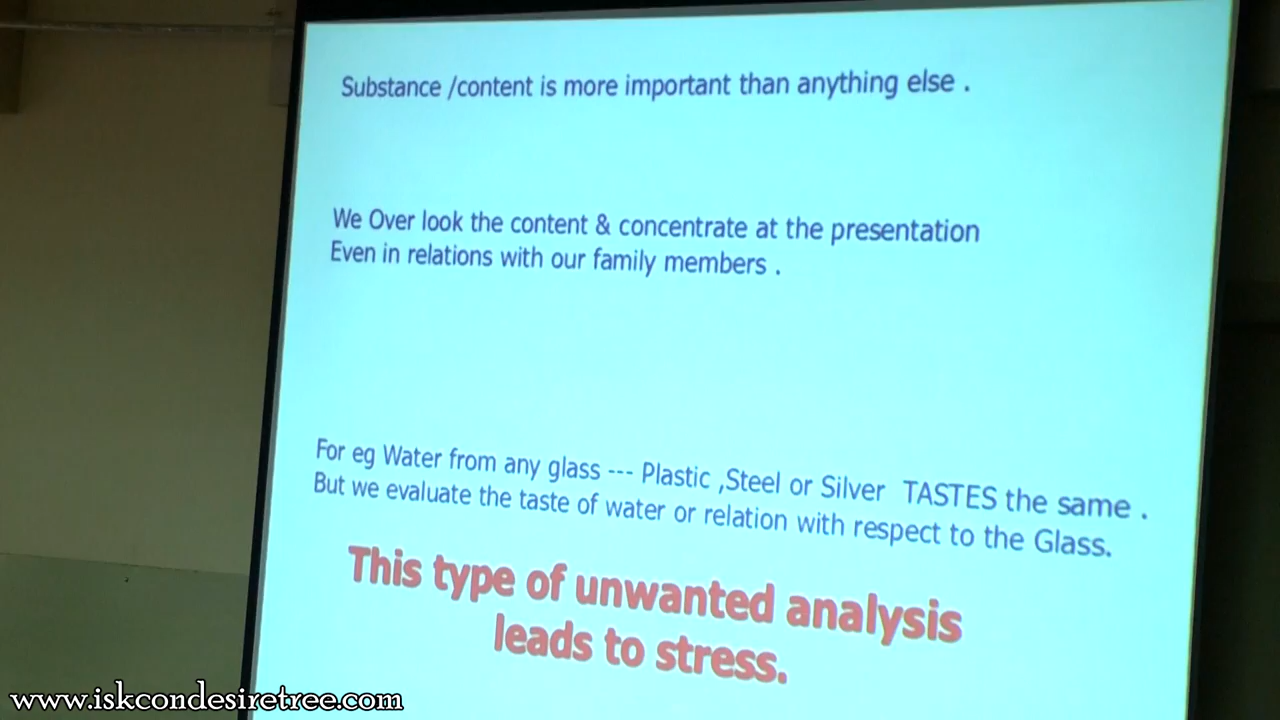 Substance /content is more important than anything else .
We Over look the content & concentrate at the presentation
Even in relations with our family members .
For eg Water from any glass --- Plastic ,Steel or Silver TASTES the same .
But we evaluate the taste of water or relation with respect to the Glass.
This type of unwanted analysis
leads to stress.
www.iskcondesiretree.com